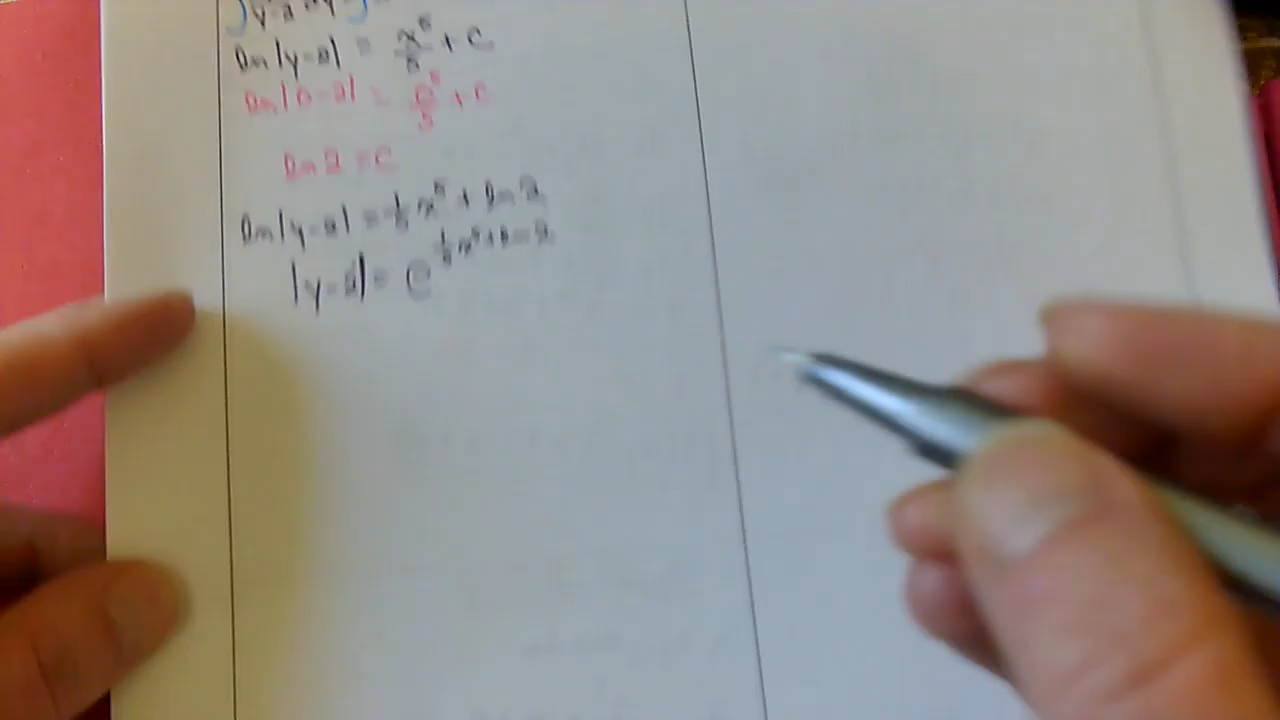 ln|y-2| = x⁵/5 + C
ln|0-2| = 0⁵/5 + C
ln 2 = C
ln|y-2| = 1/5 x⁵ + ln 2
|y-2| = e^(1/5 x⁵ + ln 2)